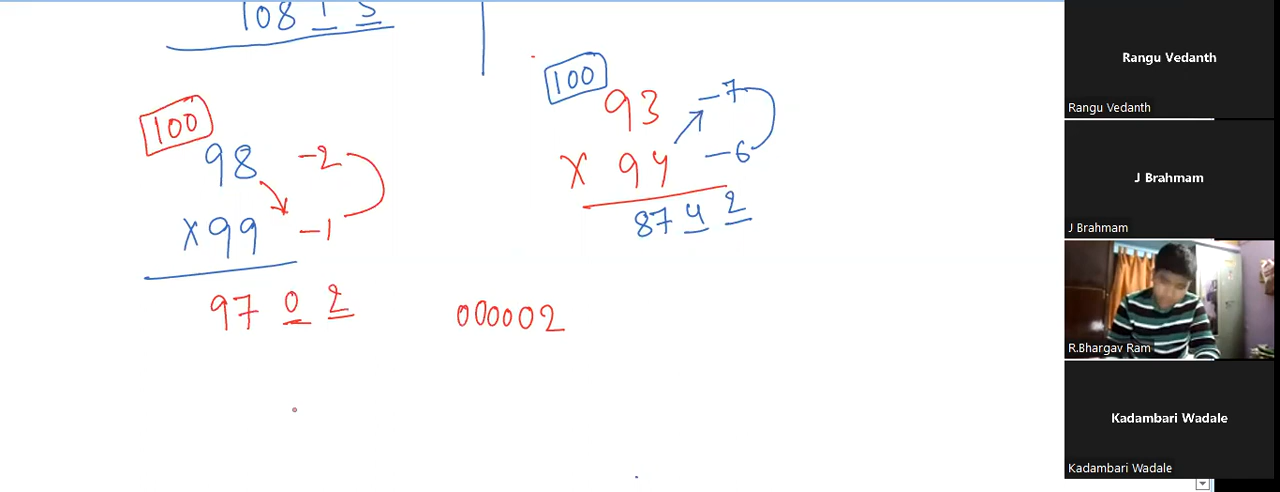 108 1 5
100
98 -2
x 99 -1
97 0 2
100
93 -7
x 94 -6
87 4 2
000002
Rangu Vedanth
Rangu Vedanth
J Brahmam
J Brahmam
R.Bhargav Ram
Kadambari Wadale
Kadambari Wadale